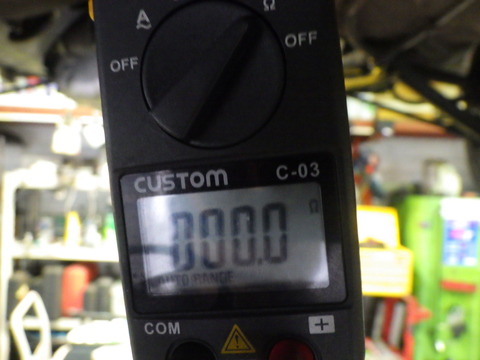 A
Ω
OFF
OFF
CUSTOM C-03
000.0 Ω
AUTO RANGE
COM +